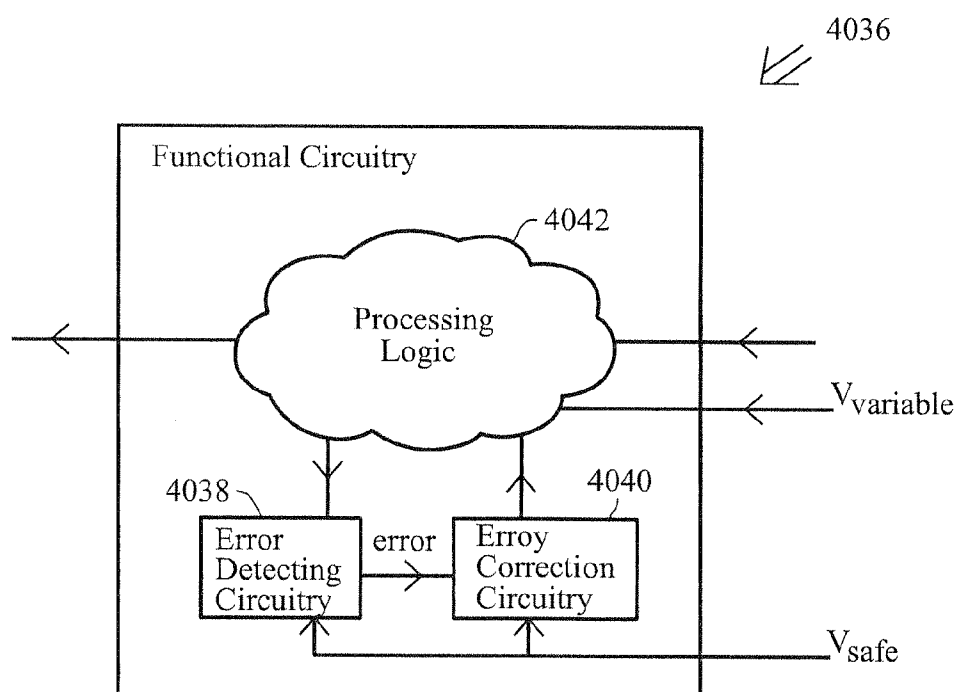 4036
Functional Circuitry
4042
Processing
Logic
Vvariable
4038
4040
Error
Detecting
Circuitry
error
Erroy
Correction
Circuitry
Vsafe